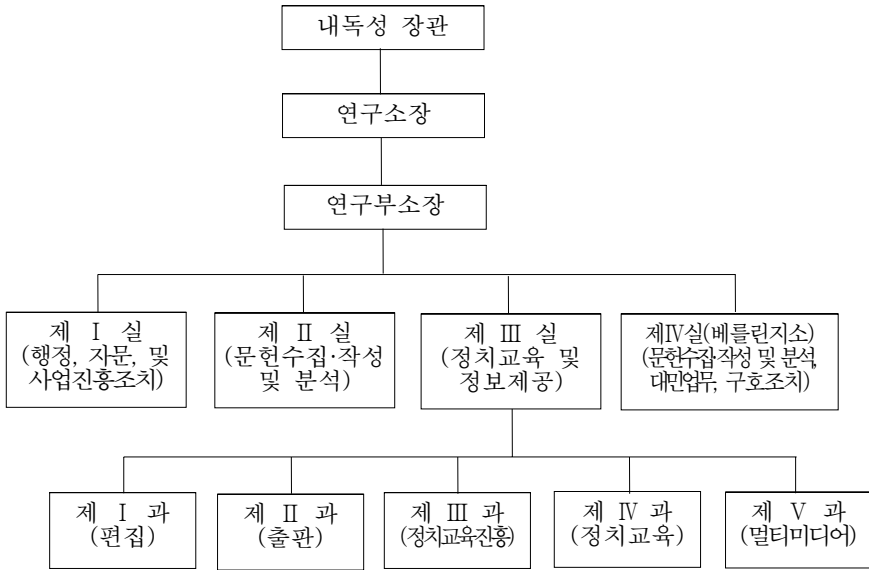 내독성 장관
연구소장
연구부소장
제 Ⅰ 실
(행정, 자문, 및
사업진흥조치)
제 Ⅱ 실
(문헌수집·작성
및 분석)
제 Ⅲ 실
(정치교육 및
정보제공)
제Ⅳ실(베를린지소)
(문헌수집·작성 및 분석,
대민업무, 구호조치)
제 Ⅰ 과
(편집)
제 Ⅱ 과
(출판)
제 Ⅲ 과
(정치교육진흥)
제 Ⅳ 과
(정치교육)
제 Ⅴ 과
(멀티미디어)